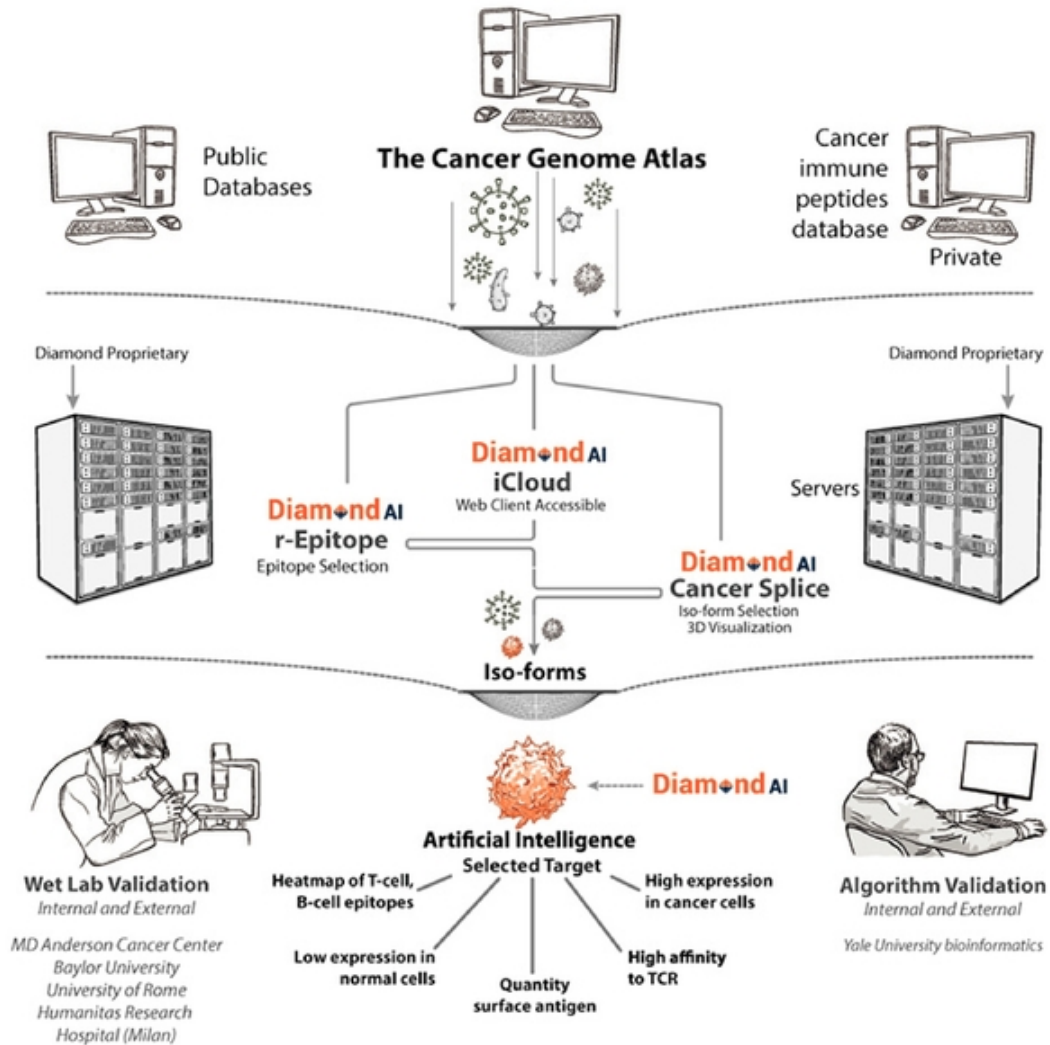 Public
Databases
The Cancer Genome Atlas
Cancer
immune
peptides
database
Private
Diamond Proprietary
Diamond Proprietary
Servers
Diamond AI
iCloud
Web Client Accessible
Diamond AI
r-Epitope
Epitope Selection
Diamond AI
Cancer Splice
Iso-form Selection
3D Visualization
Iso-forms
Diamond AI
Artificial Intelligence
Selected Target
Heatmap of T-cell,
B-cell epitopes
High expression
in cancer cells
Low expression in
normal cells
Quantity
surface antigen
High affinity
to TCR
Wet Lab Validation
Internal and External
MD Anderson Cancer Center
Baylor University
University of Rome
Humanitas Research
Hospital (Milan)
Algorithm Validation
Internal and External
Yale University bioinformatics